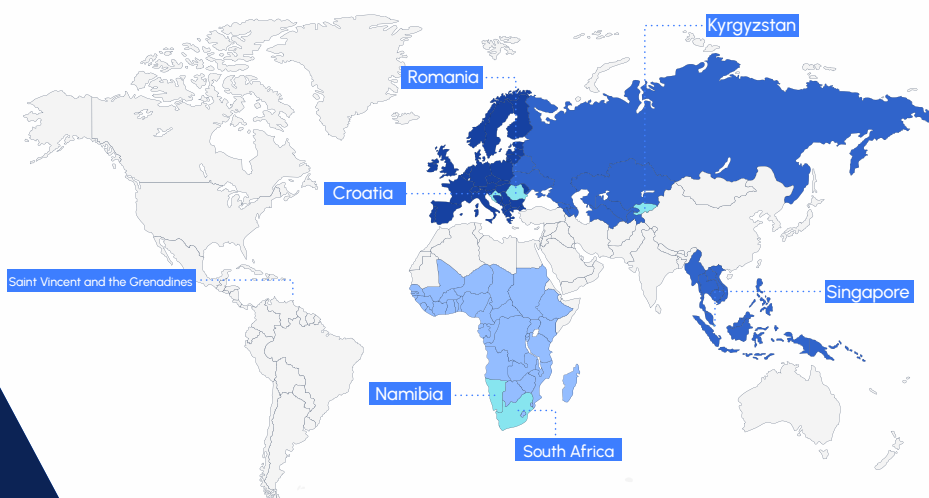 Kyrgyzstan
Romania
Croatia
Saint Vincent and the Grenadines
Singapore
Namibia
South Africa